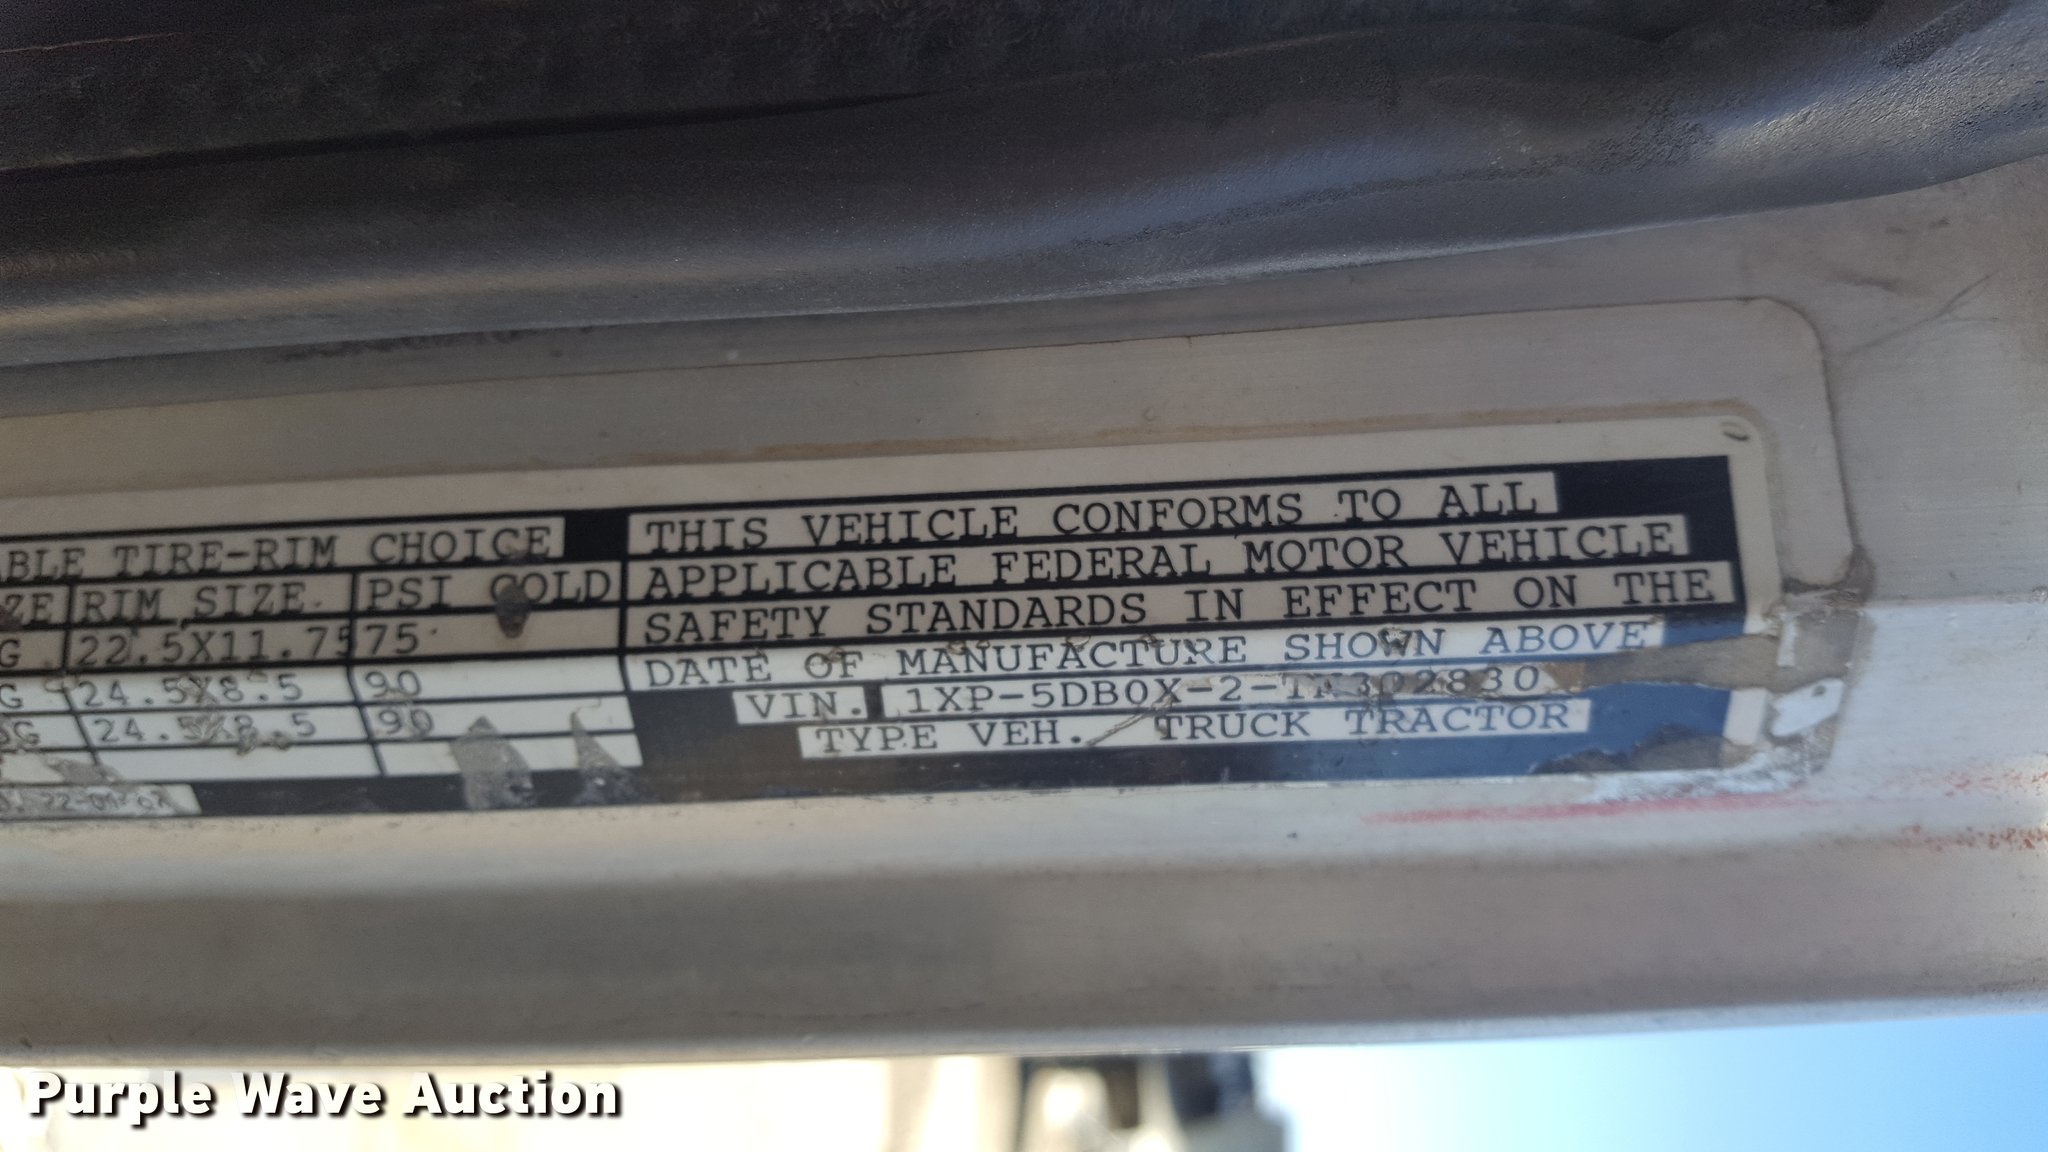 ABLE TIRE-RIM CHOICE
ZE RIM SIZE PSI COLD
G 22.5X11.75 75
G 24.5X8.5 90
G 24.5X8.5 90
THIS VEHICLE CONFORMS TO ALL
APPLICABLE FEDERAL MOTOR VEHICLE
SAFETY STANDARDS IN EFFECT ON THE
DATE OF MANUFACTURE SHOWN ABOVE
VIN. 1XP-5DB0X-2-
TYPE VEH. TRUCK TRACTOR
Purple Wave Auction